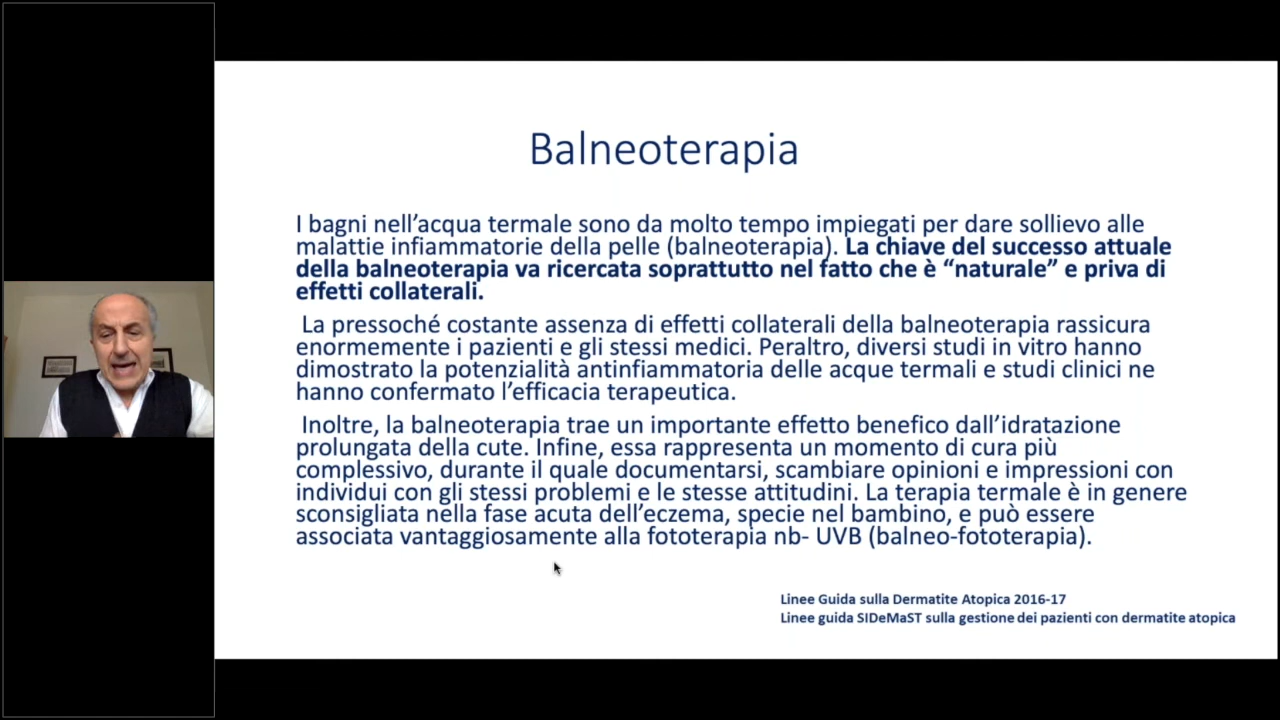 Balneoterapia
I bagni nell’acqua termale sono da molto tempo impiegati per dare sollievo alle
malattie infiammatorie della pelle (balneoterapia). La chiave del successo attuale
della balneoterapia va ricercata soprattutto nel fatto che è “naturale” e priva di
effetti collaterali.
La pressoché costante assenza di effetti collaterali della balneoterapia rassicura
enormemente i pazienti e gli stessi medici. Peraltro, diversi studi in vitro hanno
dimostrato la potenzialità antinfiammatoria delle acque termali e studi clinici ne
hanno confermato l’efficacia terapeutica.
Inoltre, la balneoterapia trae un importante effetto benefico dall’idratazione
prolungata della cute. Infine, essa rappresenta un momento di cura più
complessivo, durante il quale documentarsi, scambiare opinioni e impressioni con
individui con gli stessi problemi e le stesse attitudini. La terapia termale è in genere
sconsigliata nella fase acuta dell’eczema, specie nel bambino, e può essere
associata vantaggiosamente alla fototerapia nb- UVB (balneo-fototerapia).
Linee Guida sulla Dermatite Atopica 2016-17
Linee guida SIDeMaST sulla gestione dei pazienti con dermatite atopica